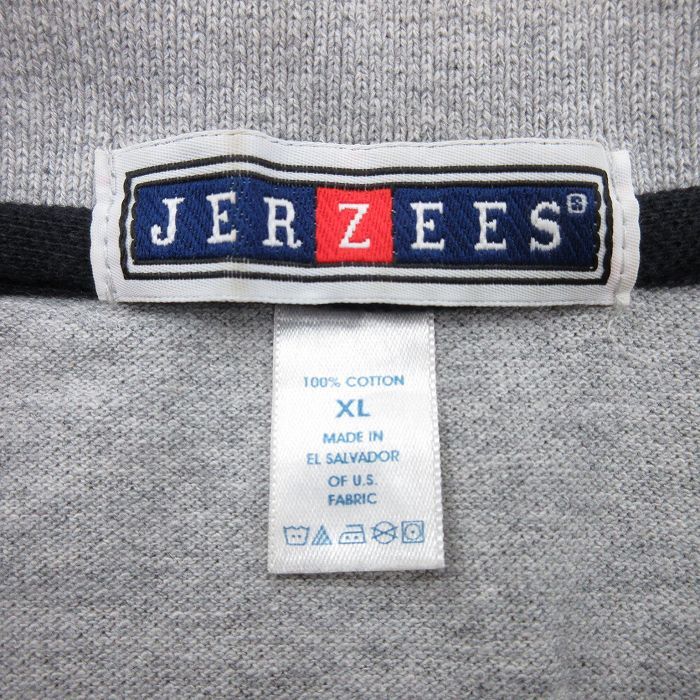 JERZEES®
100% COTTON
XL
MADE IN
EL SALVADOR
OF U.S.
FABRIC